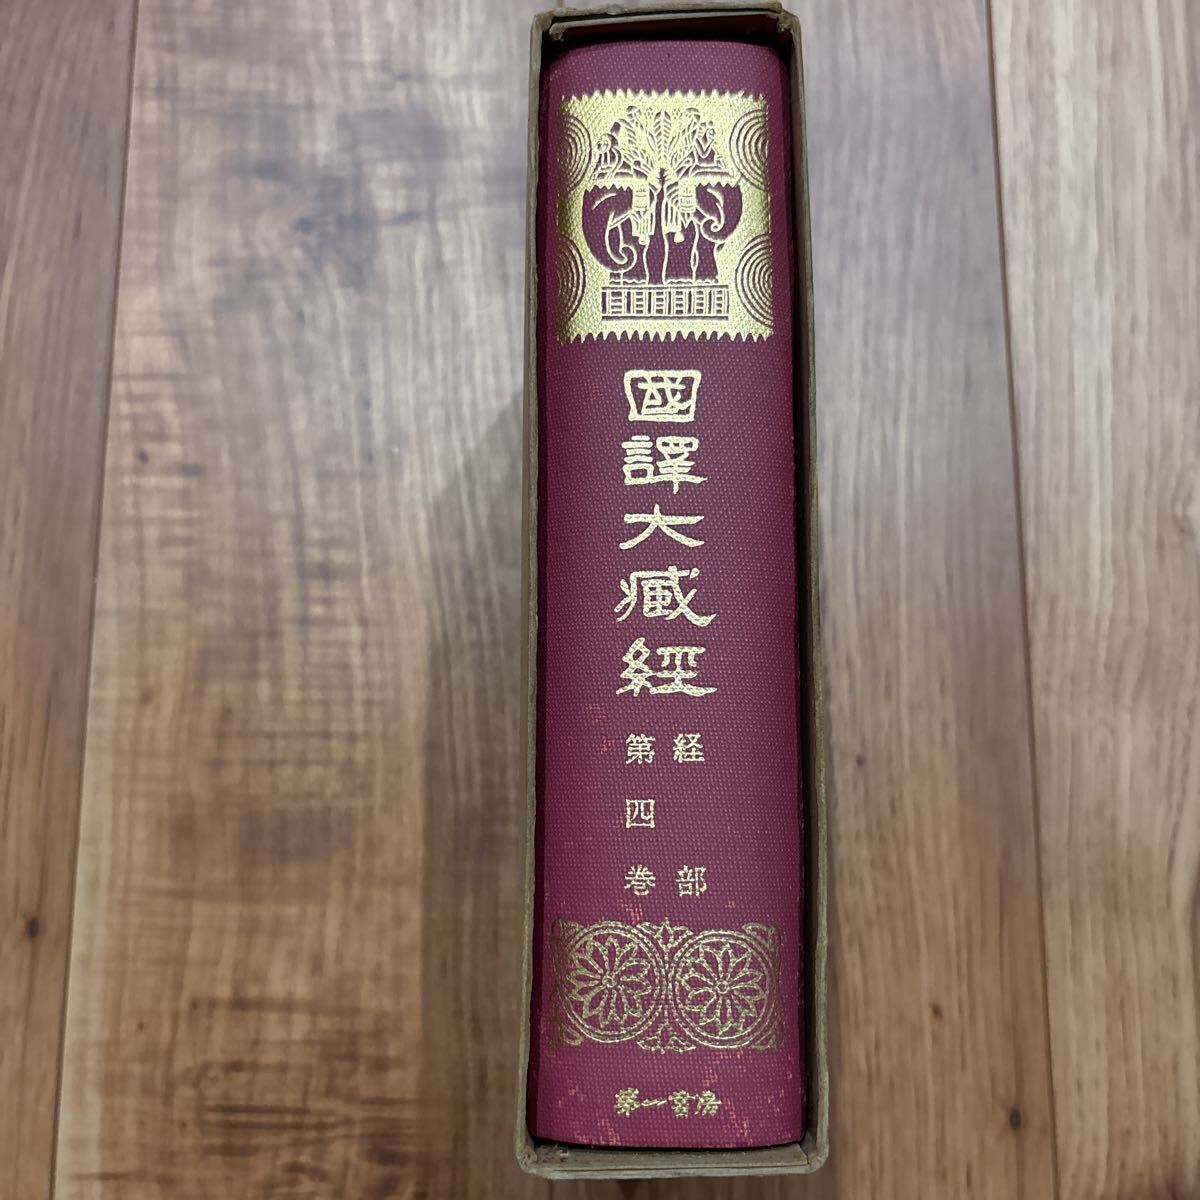 國譯大藏經
経部
第四巻
第一書房